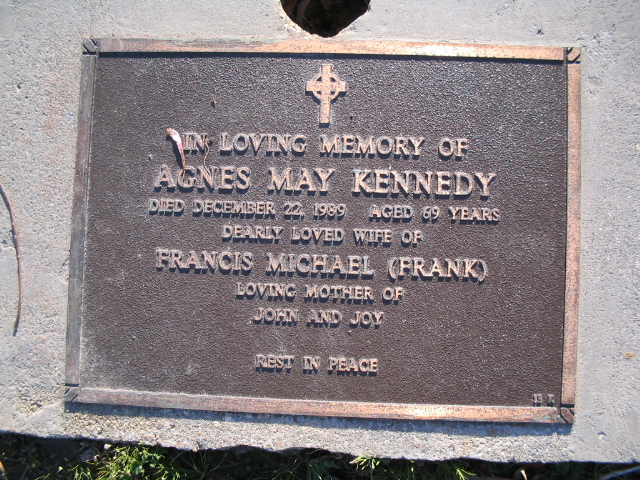 IN LOVING MEMORY OF
AGNES MAY KENNEDY
DIED DECEMBER 22, 1989 AGED 69 YEARS
DEARLY LOVED WIFE OF
FRANCIS MICHAEL (FRANK)
LOVING MOTHER OF
JOHN AND JOY
REST IN PEACE